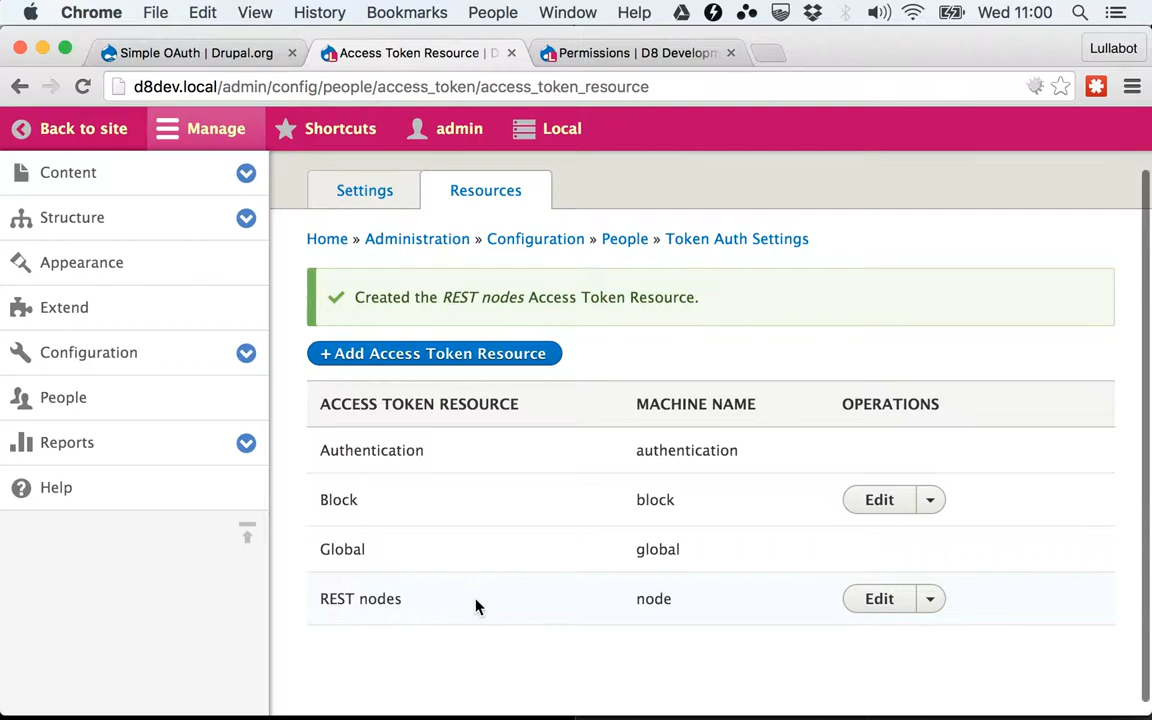 Chrome File Edit View History Bookmarks People Window Help Wed 11:00
Simple OAuth | Drupal.org Access Token Resource | D Permissions | D8 Developm Lullabot
d8dev.local/admin/config/people/access_token/access_token_resource
Back to site Manage Shortcuts admin Local
Content
Structure
Appearance
Extend
Configuration
People
Reports
Help
Settings Resources
Home » Administration » Configuration » People » Token Auth Settings
Created the REST nodes Access Token Resource.
+ Add Access Token Resource
ACCESS TOKEN RESOURCE MACHINE NAME OPERATIONS
Authentication authentication
Block block Edit
Global global
REST nodes node Edit